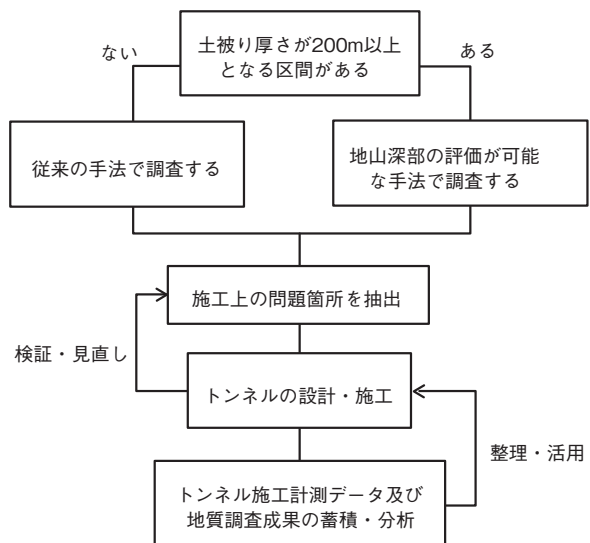 土被り厚さが200m以上
となる区間がある
ない
ある
従来の手法で調査する
地山深部の評価が可能
な手法で調査する
施工上の問題箇所を抽出
検証・見直し
トンネルの設計・施工
整理・活用
トンネル施工計測データ及び
地質調査成果の蓄積・分析